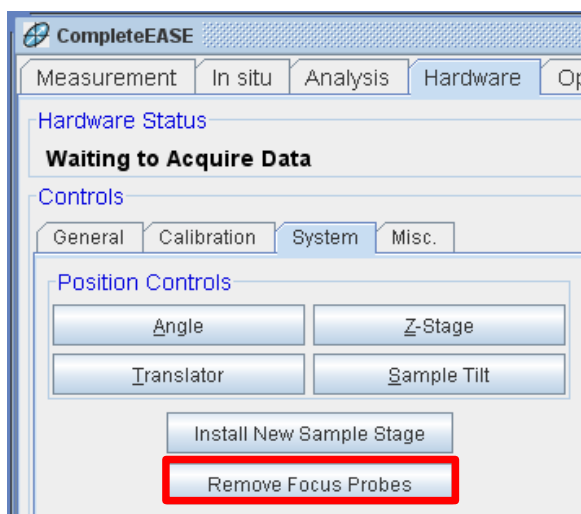 CompleteEASE
Measurement In situ Analysis Hardware Op
Hardware Status
Waiting to Acquire Data
Controls
General Calibration System Misc.
Position Controls
Angle Z-Stage
Translator Sample Tilt
Install New Sample Stage
Remove Focus Probes